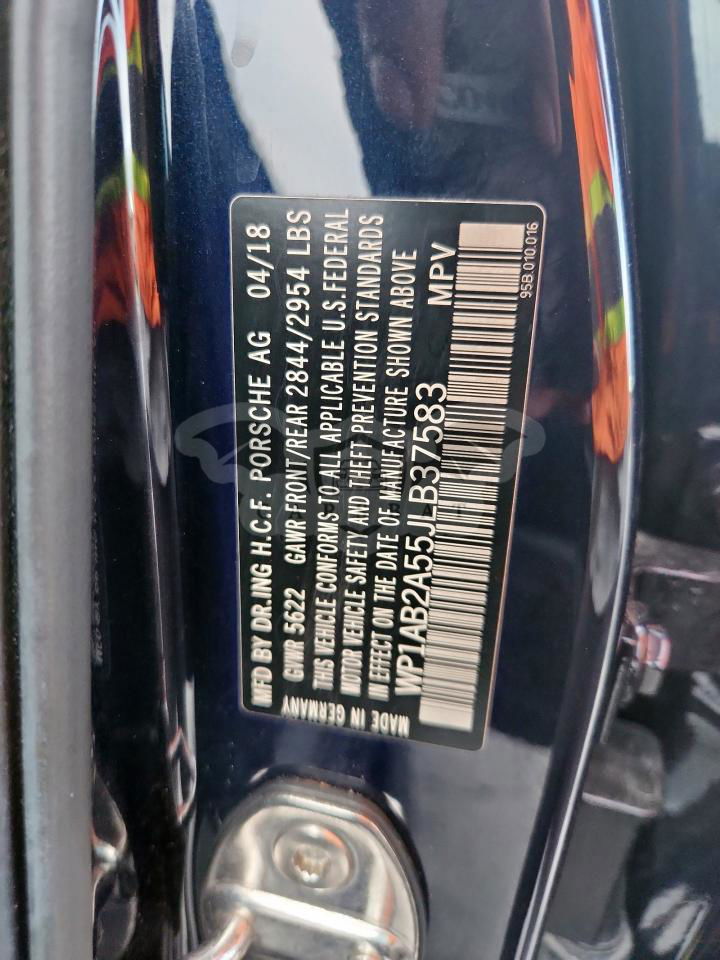 MFD BY DR.ING H.C.F. PORSCHE AG 04/18
GVWR 5622 GAWR FRONT/REAR 2844/2954 LBS
THIS VEHICLE CONFORMS TO ALL APPLICABLE U.S.FEDERAL
MOTOR VEHICLE SAFETY AND THEFT PREVENTION STANDARDS
IN EFFECT ON THE DATE OF MANUFACTURE SHOWN ABOVE
WP1AB2A55JLB37583 MPV
MADE IN GERMANY
95B.010.016